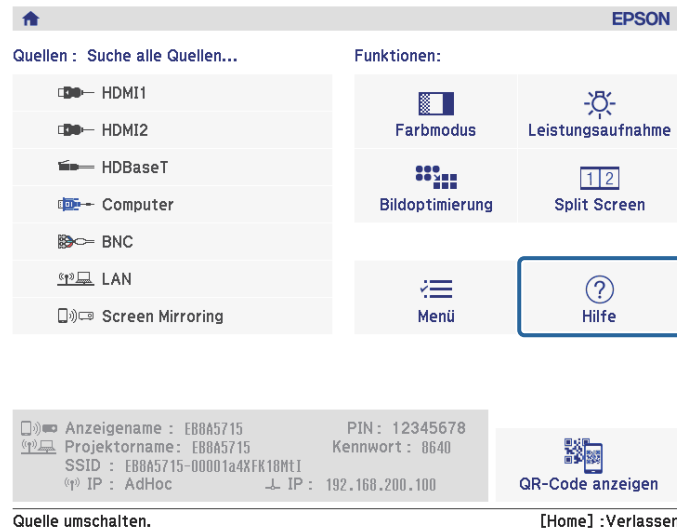 EPSON
Quellen : Suche alle Quellen...
HDMI1
HDMI2
HDBaseT
Computer
BNC
LAN
Screen Mirroring
Funktionen:
Farbmodus
Leistungsaufnahme
Bildoptimierung
1 2
Split Screen
Menü
?
Hilfe
Anzeigename : EB8A5715 PIN : 12345678
Projektorname : EB8A5715 Kennwort : 8640
SSID : EB8A5715-00001a4XFK18MtI
IP : AdHoc IP : 192.168.200.100
QR-Code anzeigen
Quelle umschalten. [Home] :Verlassen